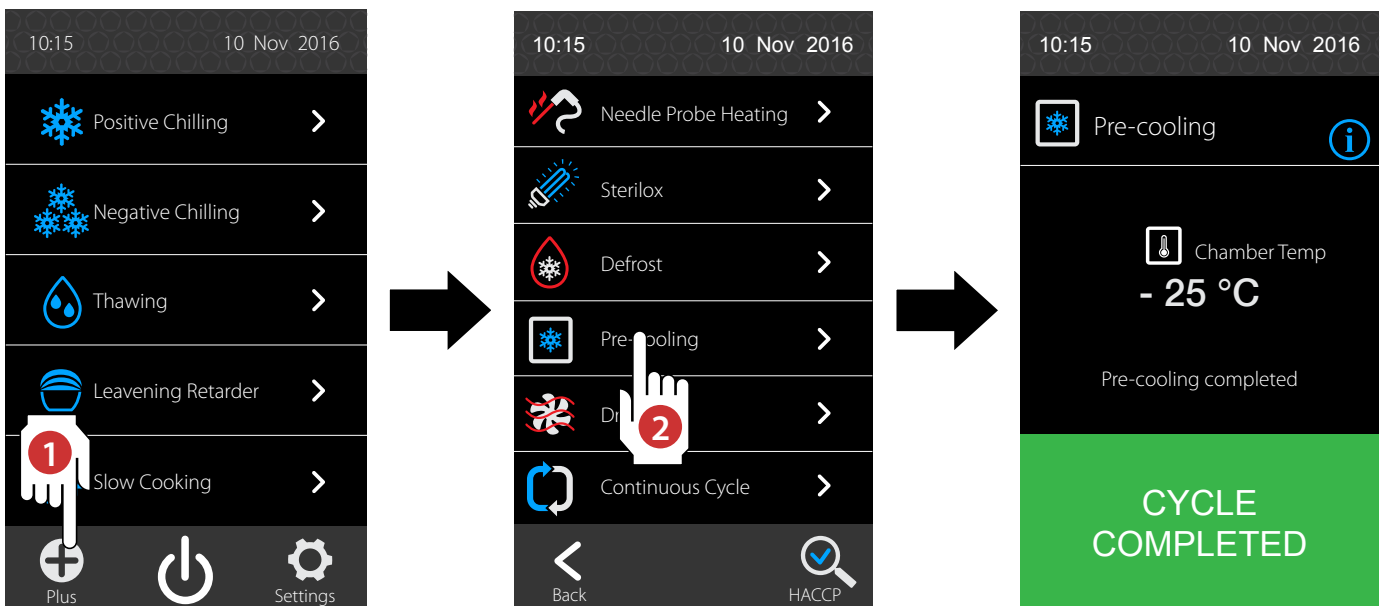 10:15 10 Nov 2016
Positive Chilling
Negative Chilling
Thawing
Leavening Retarder
1
Slow Cooking
Plus
Settings
10:15 10 Nov 2016
Needle Probe Heating
Sterilox
Defrost
Pre-cooling
2
Continuous Cycle
Back
HACCP
10:15 10 Nov 2016
Pre-cooling
i
Chamber Temp
- 25 °C
Pre-cooling completed
CYCLE
COMPLETED